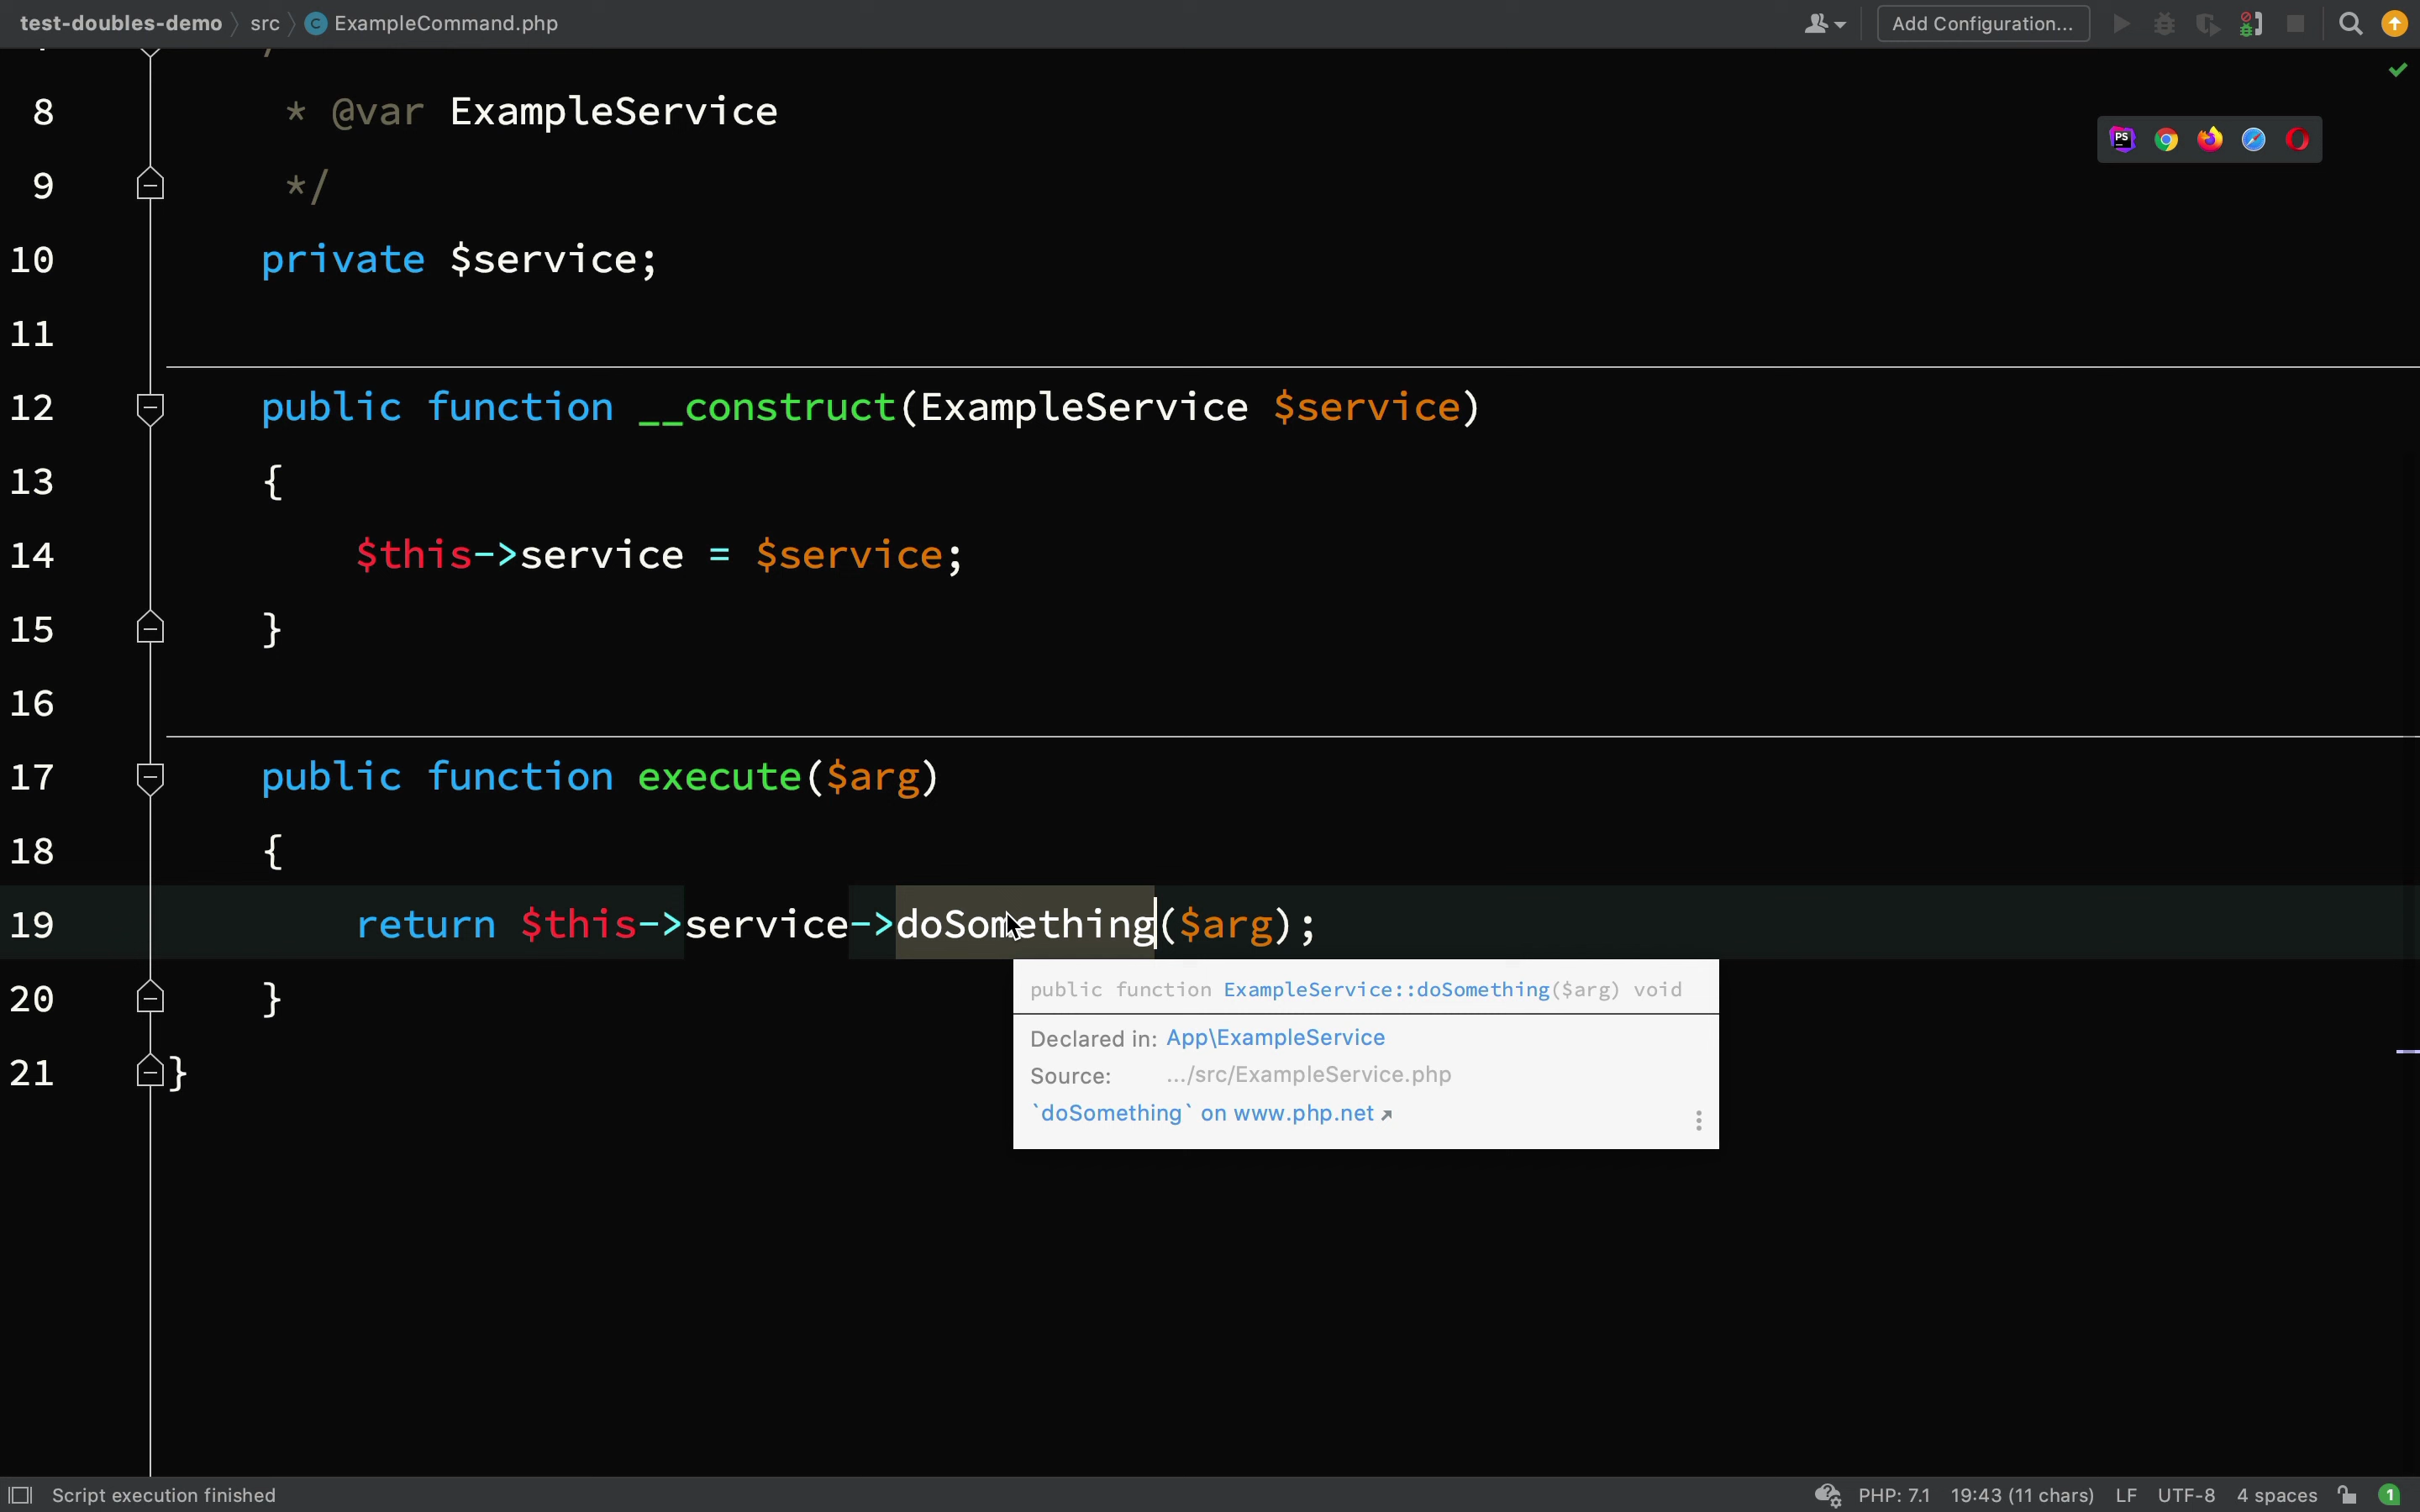 test-doubles-demo src C ExampleCommand.php Add Configuration...
8 * @var ExampleService
PS
9 */
10 private $service;
11
12 public function __construct(ExampleService $service)
13 {
14 $this->service = $service;
15 }
16
17 public function execute($arg)
18 {
19 return $this->service->doSomething($arg);
20 }
public function ExampleService::doSomething($arg) void
Declared in: App\ExampleService
21 }
Source: .../src/ExampleService.php
`doSomething` on www.php.net
Script execution finished PHP: 7.1 19:43 (11 chars) LF UTF-8 4 spaces 1